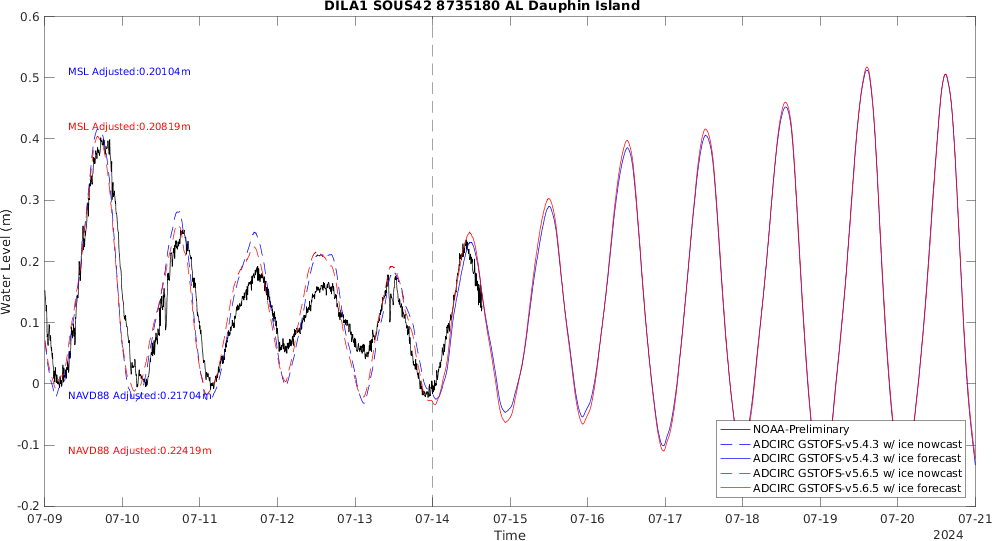 DILA1 SOUS42 8735180 AL Dauphin Island
0.6
0.5
0.4
0.3
0.2
0.1
0
-0.1
-0.2
Water Level (m)
MSL Adjusted:0.20104m
MSL Adjusted:0.20819m
NAVD88 Adjusted:0.21704m
NAVD88 Adjusted:0.22419m
NOAA-Preliminary
ADCIRC GSTOFS-v5.4.3 w/ ice nowcast
ADCIRC GSTOFS-v5.4.3 w/ ice forecast
ADCIRC GSTOFS-v5.6.5 w/ ice nowcast
ADCIRC GSTOFS-v5.6.5 w/ ice forecast
07-09 07-10 07-11 07-12 07-13 07-14 07-15 07-16 07-17 07-18 07-19 07-20 07-21
Time
2024